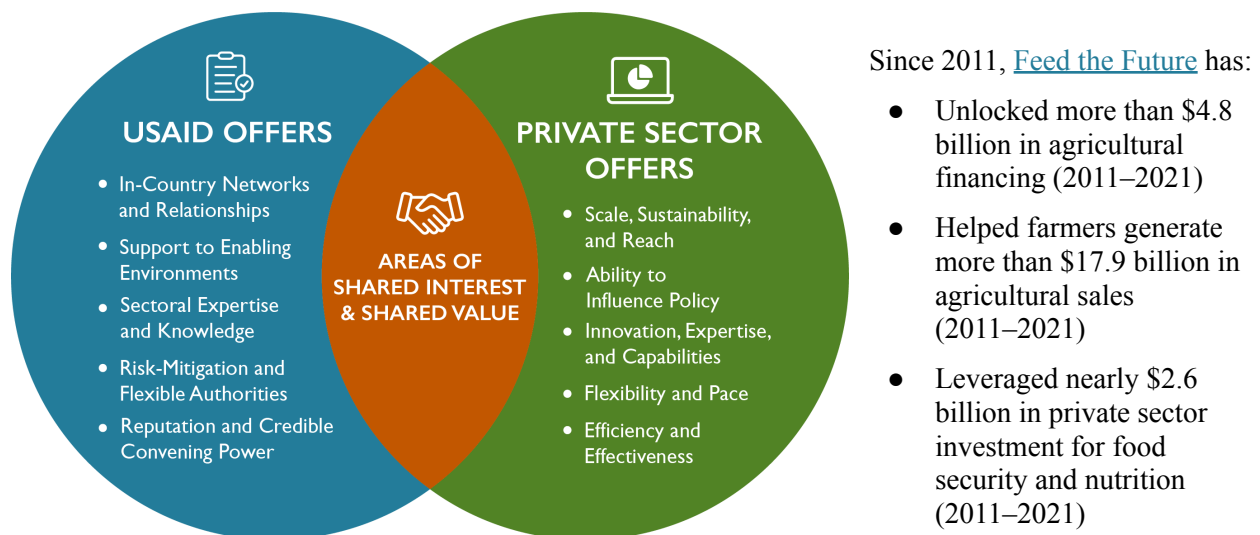 USAID OFFERS
• In-Country Networks
and Relationships
• Support to Enabling
Environments
• Sectoral Expertise
and Knowledge
• Risk-Mitigation and
Flexible Authorities
• Reputation and Credible
Convening Power
AREAS OF
SHARED INTEREST
& SHARED VALUE
PRIVATE SECTOR
OFFERS
• Scale, Sustainability,
and Reach
• Ability to
Influence Policy
• Innovation, Expertise,
and Capabilities
• Flexibility and Pace
• Efficiency and
Effectiveness
Since 2011, Feed the Future has:
● Unlocked more than $4.8
billion in agricultural
financing (2011–2021)
● Helped farmers generate
more than $17.9 billion in
agricultural sales
(2011–2021)
● Leveraged nearly $2.6
billion in private sector
investment for food
security and nutrition
(2011–2021)